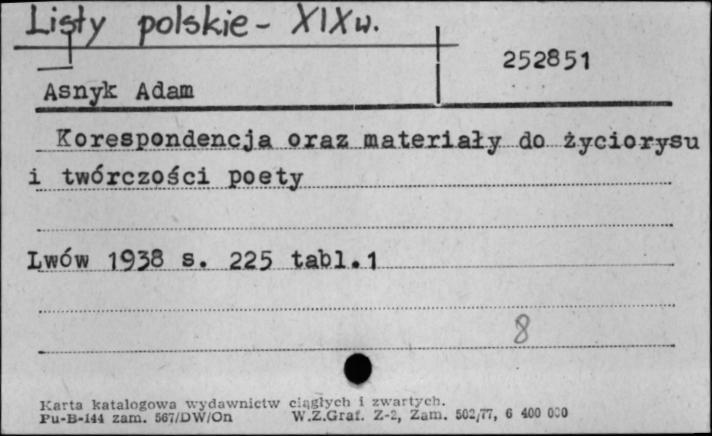 Listy polskie - XIX w.
252851
Asnyk Adam
Korespondencja oraz materiały do życiorysu
i twórczości poety
Lwów 1938 s. 225 tabl.1
8
Karta katalogowa wydawnictw ciągłych i zwartych.
Pu-B-144 zam. 567/DW/On W.Z.Graf. Z-2, Zam. 502/77, 6 400 000